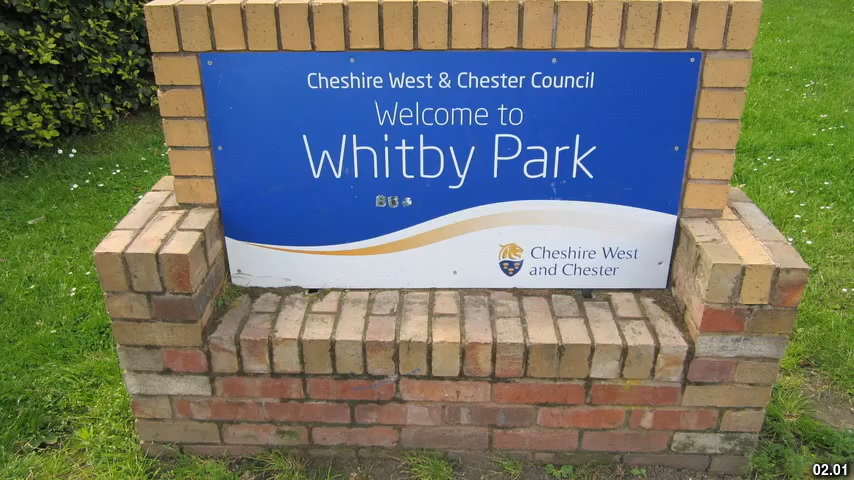 Cheshire West & Chester Council
Welcome to
Whitby Park
Cheshire West
and Chester
02.01